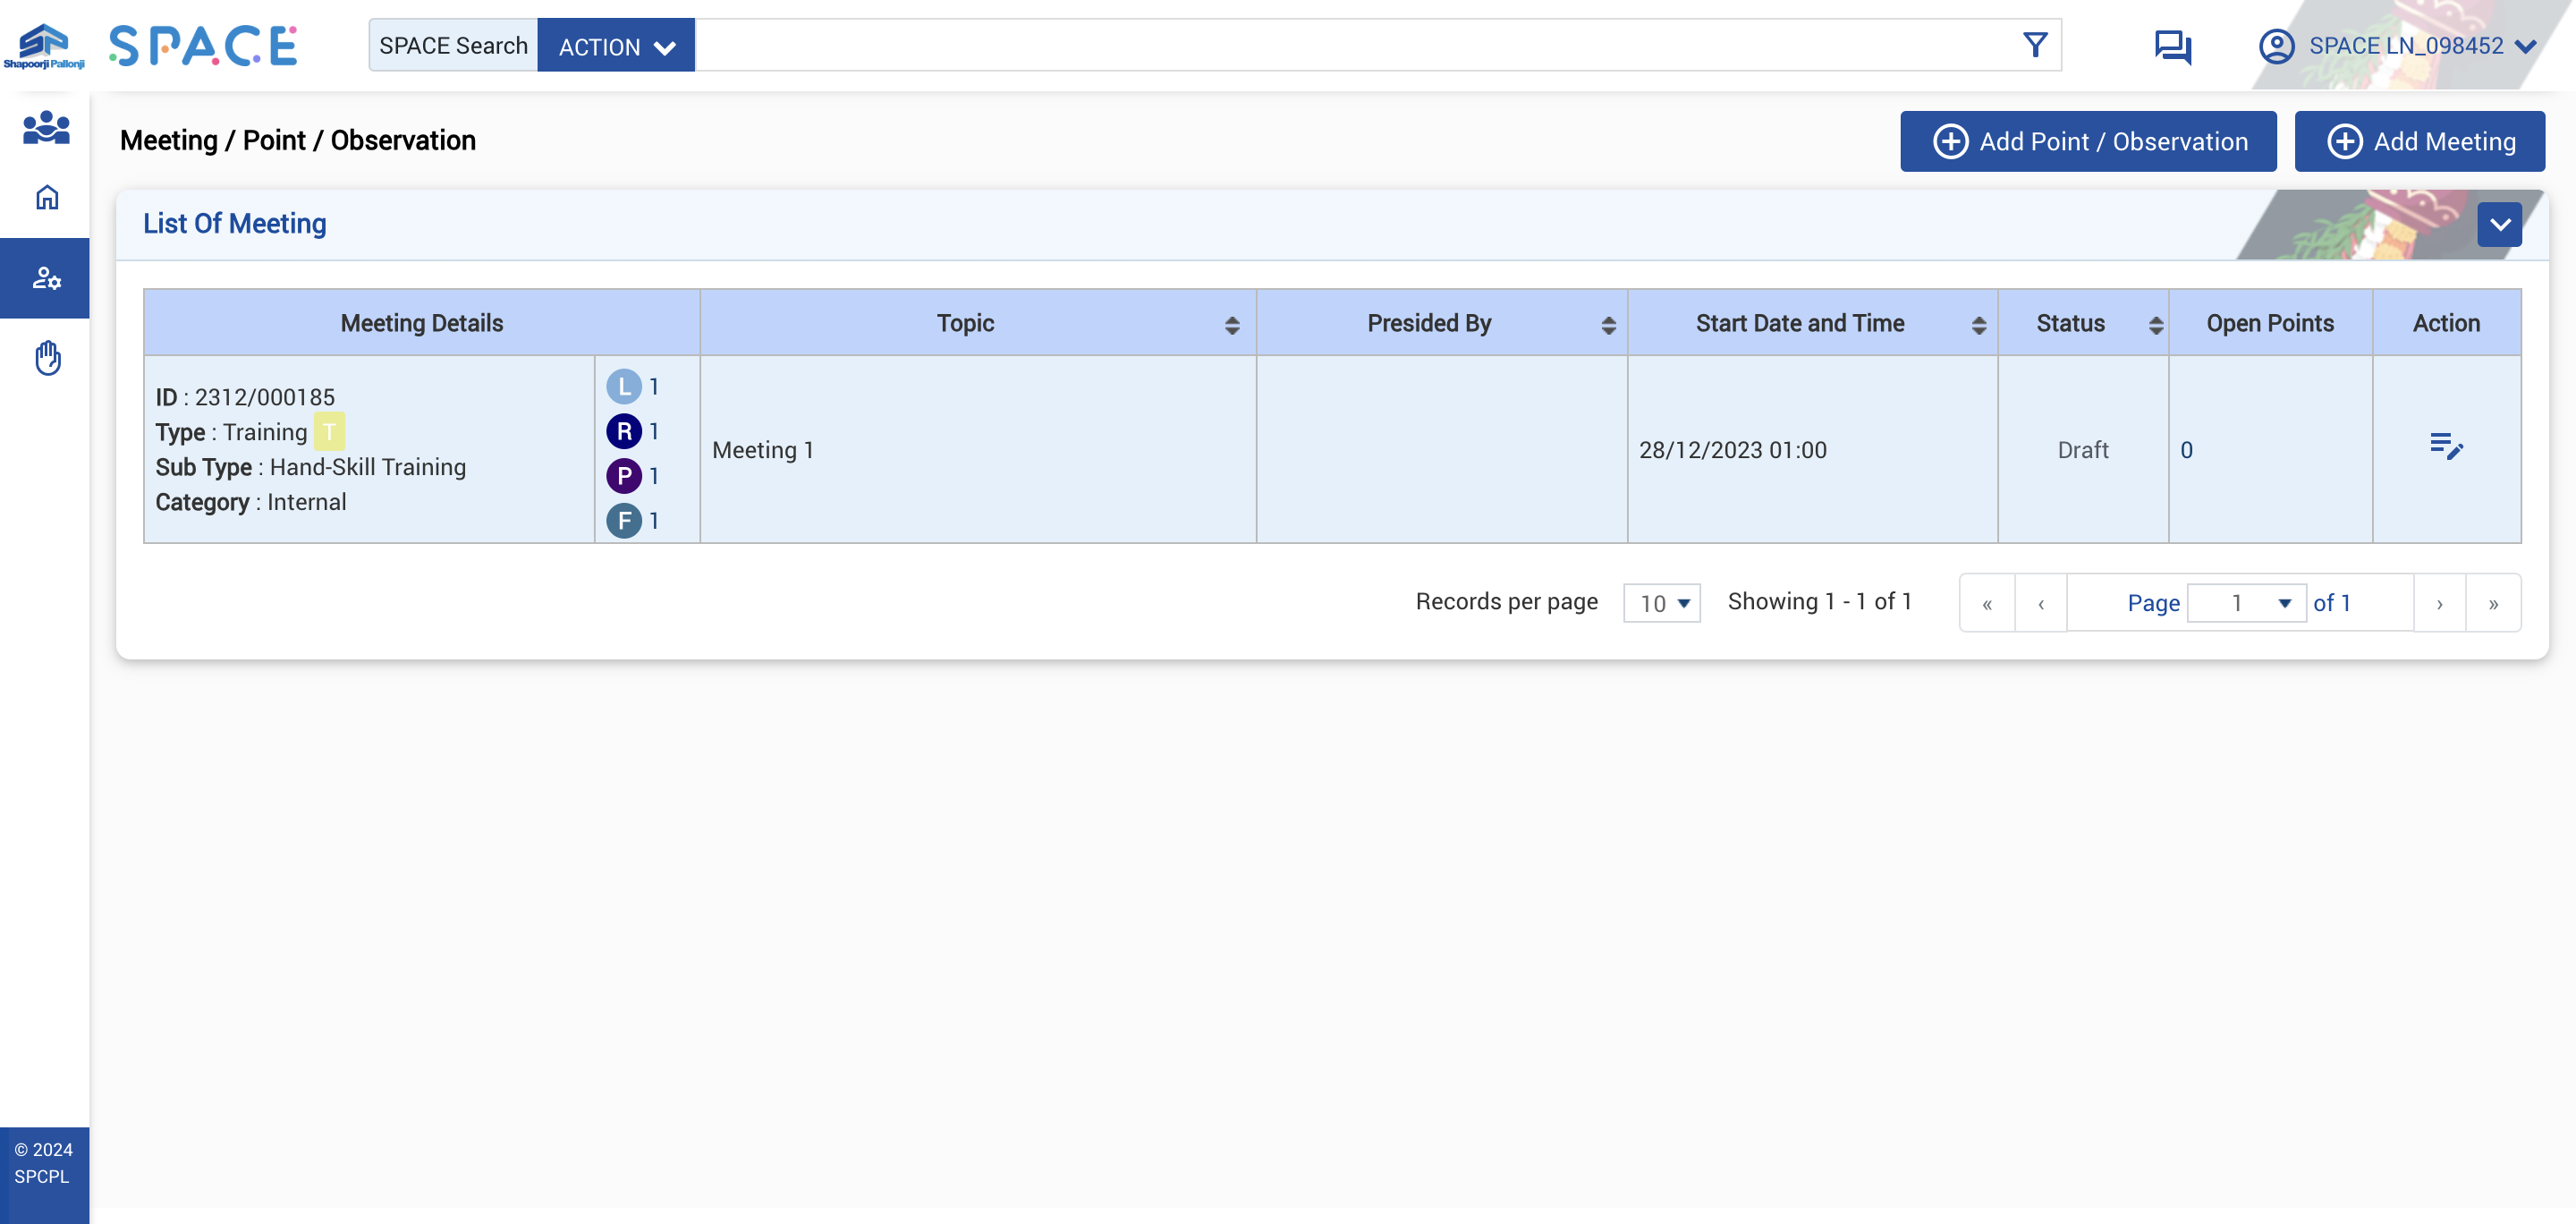 Shapoorji Pallonji
SPACE
SPACE Search ACTION
SPACE LN_098452
Meeting / Point / Observation
Add Point / Observation
Add Meeting
List Of Meeting
Meeting Details Topic Presided By Start Date and Time Status Open Points Action
ID : 2312/000185
Type : Training T
Sub Type : Hand-Skill Training
Category : Internal
L 1
R 1
P 1
F 1
Meeting 1
28/12/2023 01:00
Draft
0
Records per page 10 Showing 1 - 1 of 1 « ‹ Page 1 of 1 › »
© 2024
SPCPL